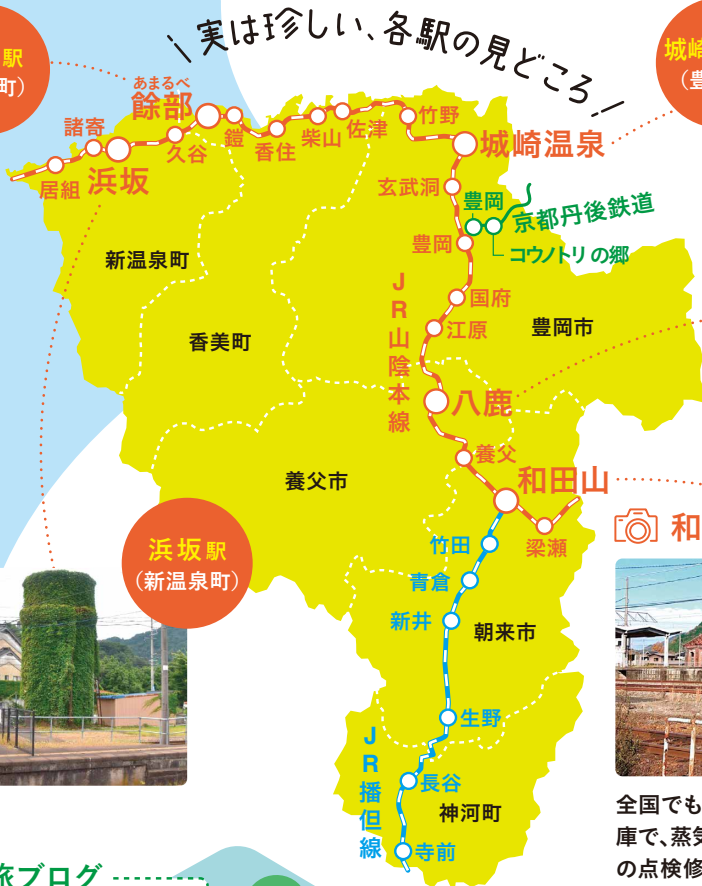 実は珍しい、各駅の見どころ
駅
町)
城崎
(豊
あまるべ
餘部
諸寄
鎧
柴山
佐津
竹野
久谷
香住
居組
浜坂
城崎温泉
玄武洞
豊岡
京都丹後鉄道
コウノトリの郷
豊岡
国府
江原
JR山陰本線
新温泉町
香美町
豊岡市
八鹿
養父
養父市
和田山
梁瀬
竹田
青倉
新井
朝来市
生野
JR播但線
長谷
神河町
寺前
浜坂駅
(新温泉町)
和
全国でも
庫で、蒸気
の点検修
旅ブログ